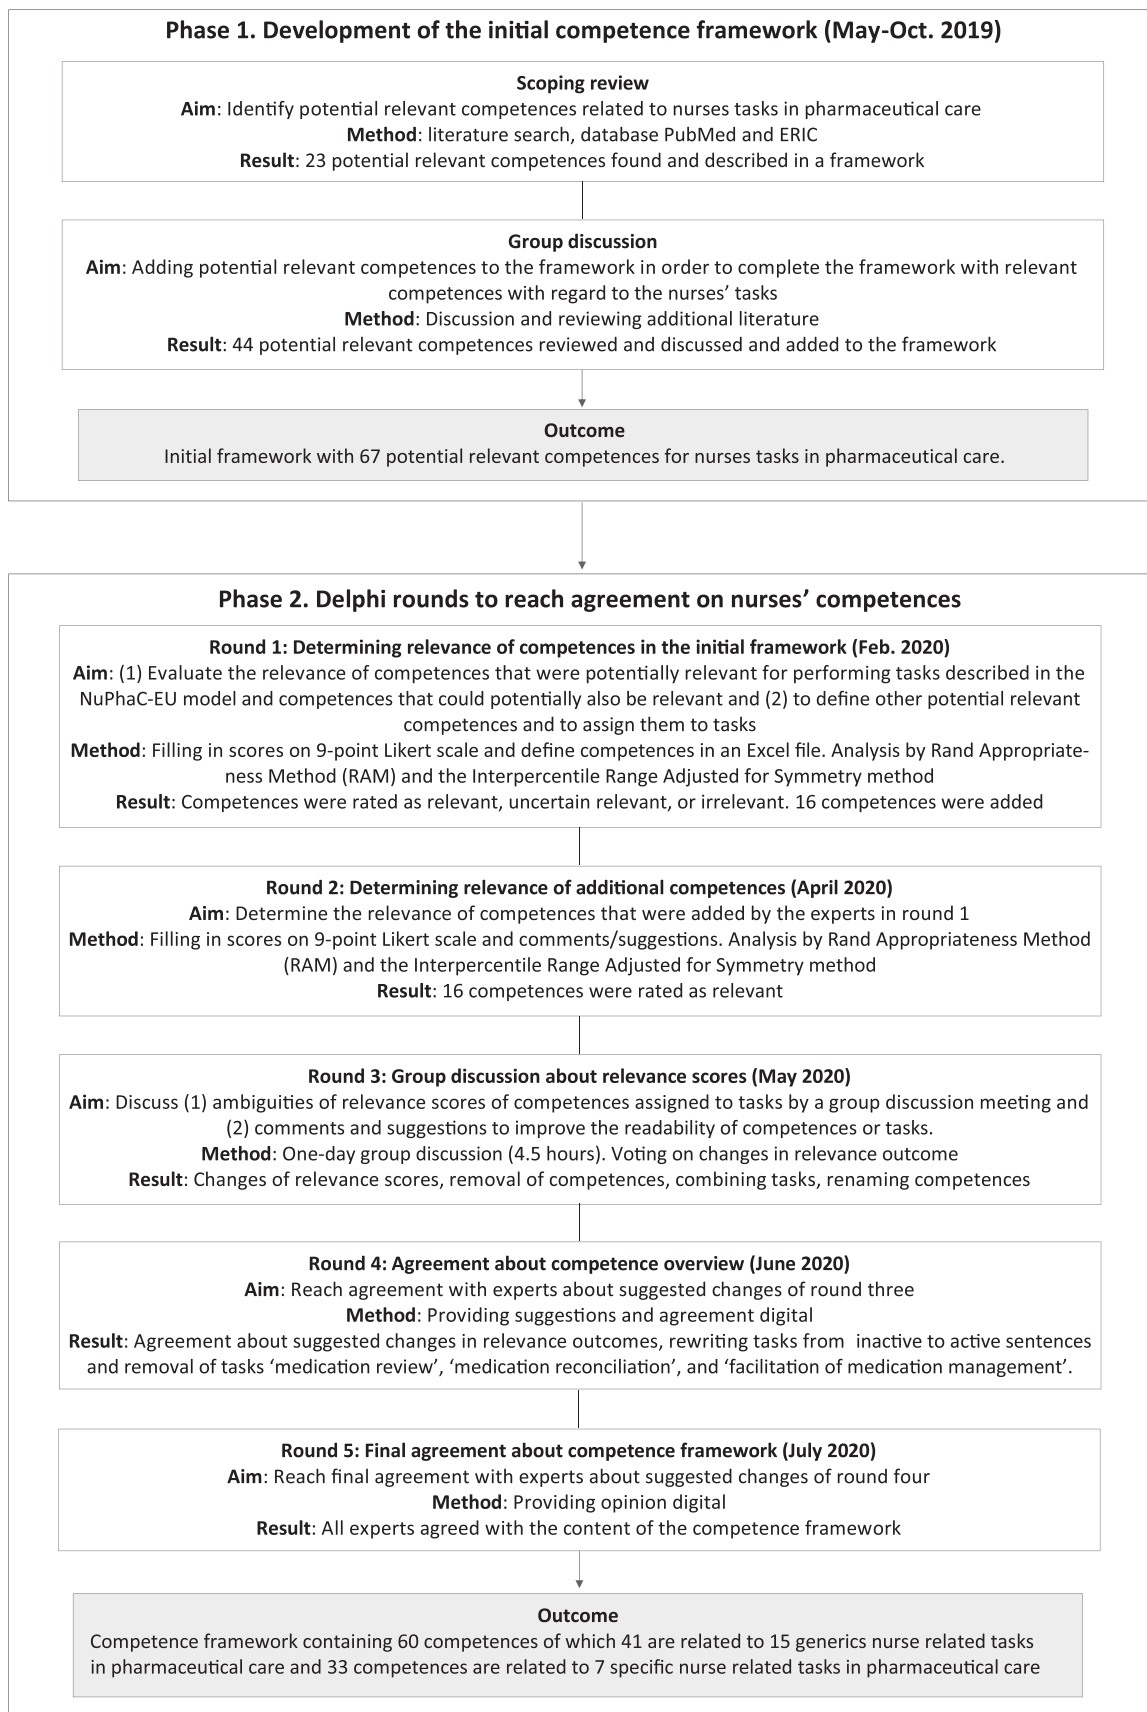 Phase 1. Development of the initial competence framework (May-Oct. 2019)
Scoping review
Aim: Identify potential relevant competences related to nurses tasks in pharmaceutical care
Method: literature search, database PubMed and ERIC
Result: 23 potential relevant competences found and described in a framework
Group discussion
Aim: Adding potential relevant competences to the framework in order to complete the framework with relevant
competences with regard to the nurses’ tasks
Method: Discussion and reviewing additional literature
Result: 44 potential relevant competences reviewed and discussed and added to the framework
Outcome
Initial framework with 67 potential relevant competences for nurses tasks in pharmaceutical care.
Phase 2. Delphi rounds to reach agreement on nurses’ competences
Round 1: Determining relevance of competences in the initial framework (Feb. 2020)
Aim: (1) Evaluate the relevance of competences that were potentially relevant for performing tasks described in the
NuPhaC-EU model and competences that could potentially also be relevant and (2) to define other potential relevant
competences and to assign them to tasks
Method: Filling in scores on 9-point Likert scale and define competences in an Excel file. Analysis by Rand Appropriate-
ness Method (RAM) and the Interpercentile Range Adjusted for Symmetry method
Result: Competences were rated as relevant, uncertain relevant, or irrelevant. 16 competences were added
Round 2: Determining relevance of additional competences (April 2020)
Aim: Determine the relevance of competences that were added by the experts in round 1
Method: Filling in scores on 9-point Likert scale and comments/suggestions. Analysis by Rand Appropriateness Method
(RAM) and the Interpercentile Range Adjusted for Symmetry method
Result: 16 competences were rated as relevant
Round 3: Group discussion about relevance scores (May 2020)
Aim: Discuss (1) ambiguities of relevance scores of competences assigned to tasks by a group discussion meeting and
(2) comments and suggestions to improve the readability of competences or tasks.
Method: One-day group discussion (4.5 hours). Voting on changes in relevance outcome
Result: Changes of relevance scores, removal of competences, combining tasks, renaming competences
Round 4: Agreement about competence overview (June 2020)
Aim: Reach agreement with experts about suggested changes of round three
Method: Providing suggestions and agreement digital
Result: Agreement about suggested changes in relevance outcomes, rewriting tasks from inactive to active sentences
and removal of tasks ‘medication review’, ‘medication reconciliation’, and ‘facilitation of medication management’.
Round 5: Final agreement about competence framework (July 2020)
Aim: Reach final agreement with experts about suggested changes of round four
Method: Providing opinion digital
Result: All experts agreed with the content of the competence framework
Outcome
Competence framework containing 60 competences of which 41 are related to 15 generics nurse related tasks
in pharmaceutical care and 33 competences are related to 7 specific nurse related tasks in pharmaceutical care